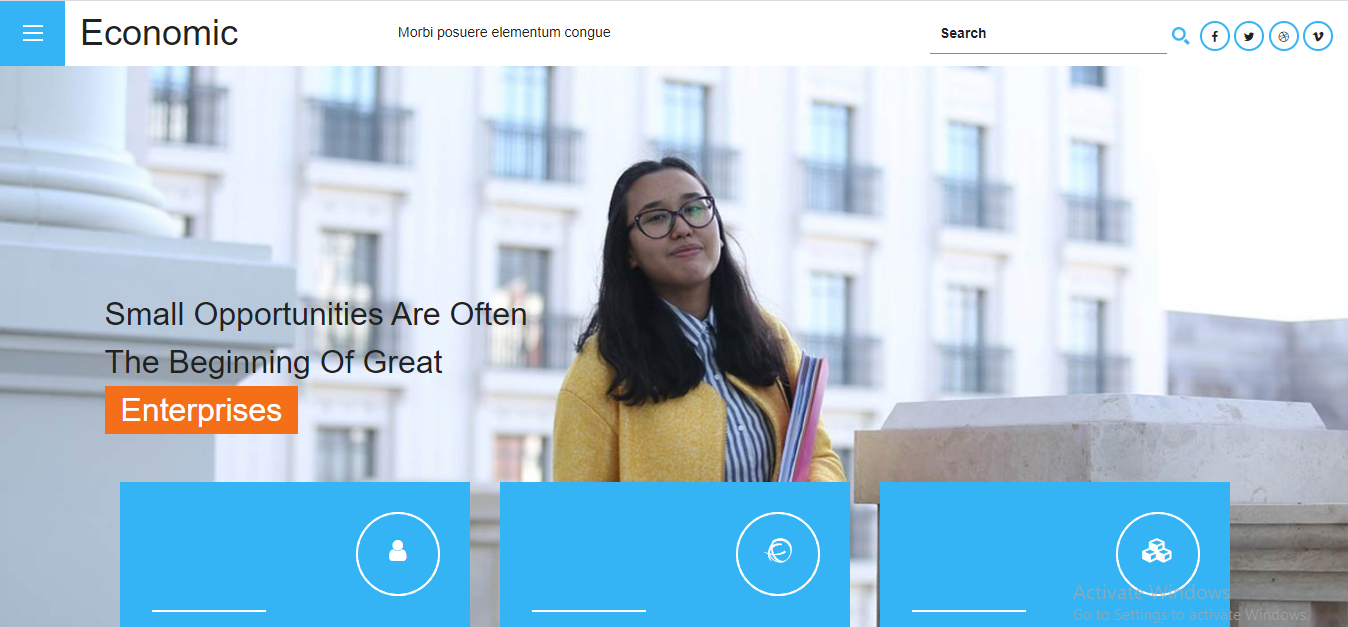 Economic
Morbi posuere elementum congue
Search
Small Opportunities Are Often
The Beginning Of Great
Enterprises
Activate Windows
Go to Settings to activate Windows.